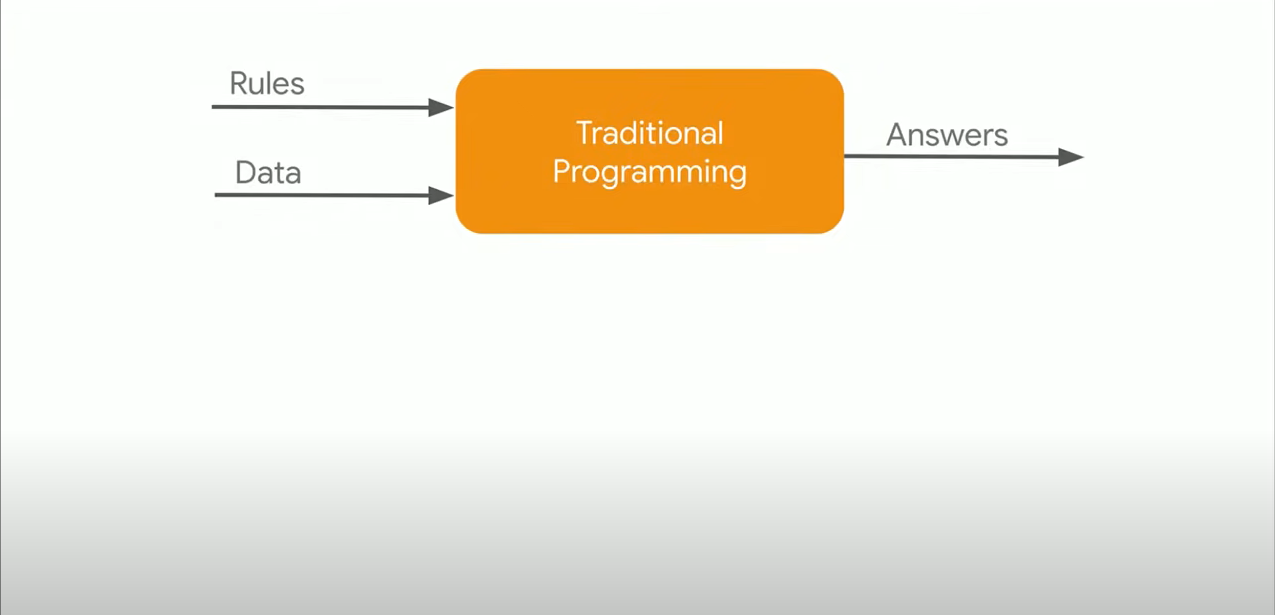 Rules
Data
Traditional
Programming
Answers